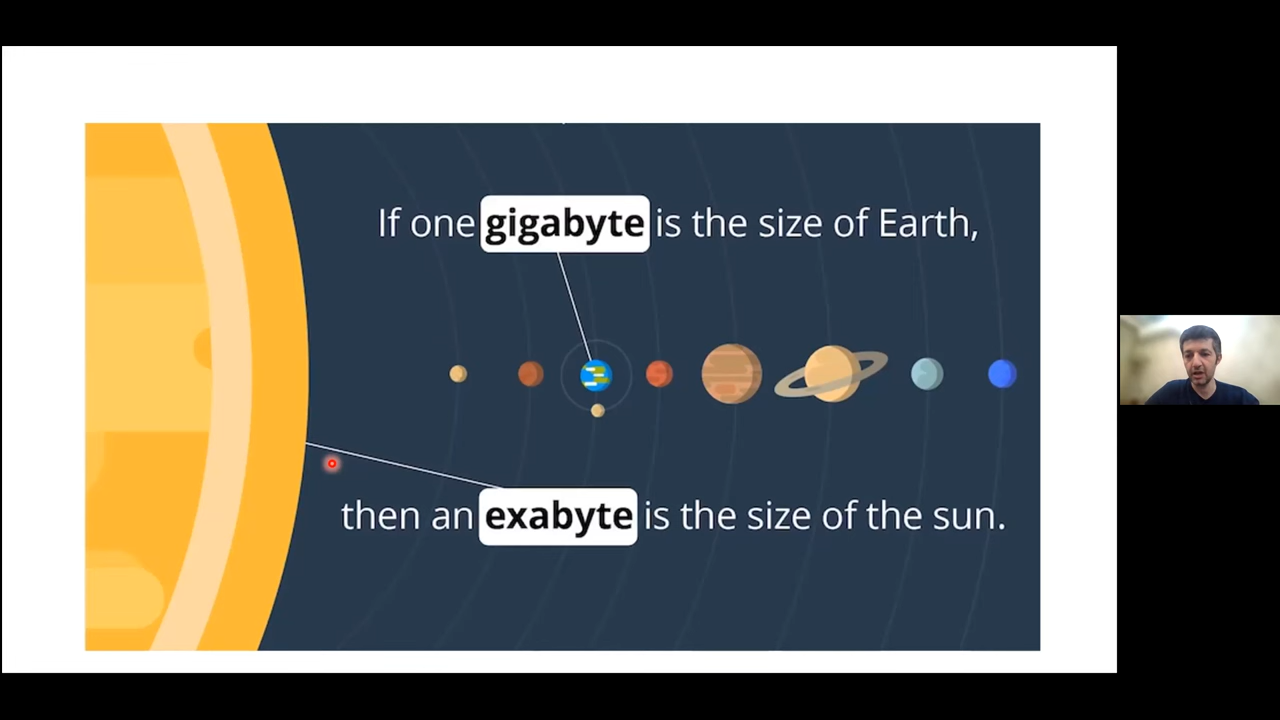 If one gigabyte is the size of Earth,
then an exabyte is the size of the sun.